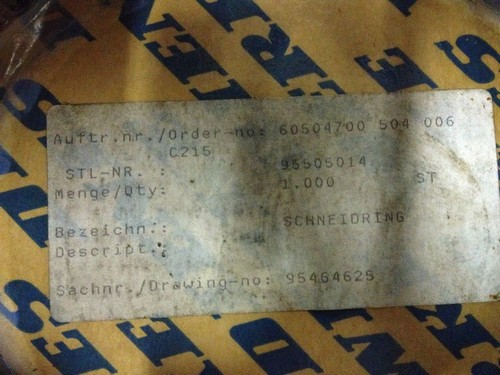 Auftr.nr./Order-no: 60504700 504 006
C215
STL-NR. : 95505014
Menge/Qty: 1.000 ST
Bezeichn.: SCHNEIDRING
Descript.:
Sachnr./Drawing-no: 95464625